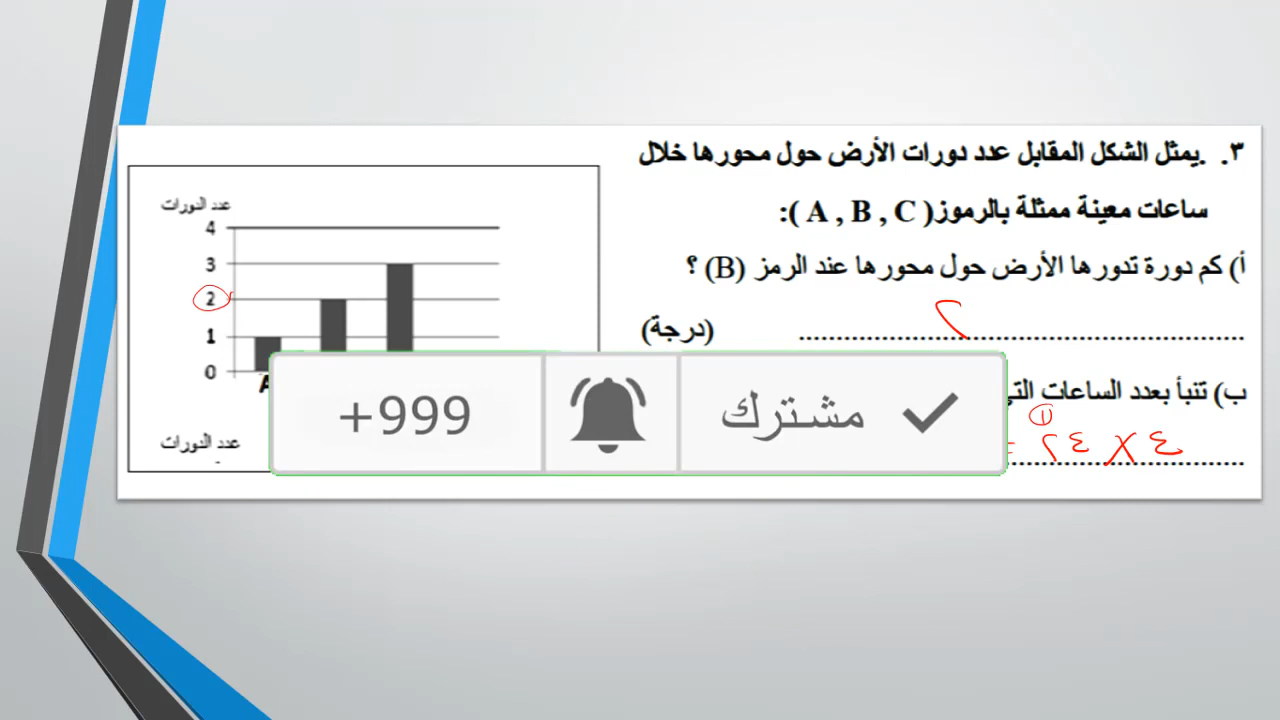 ٣. .يمثل الشكل المقابل عدد دورات الأرض حول محورها خلال
ساعات معينة ممثلة بالرموز( A , B , C ):
أ) كم دورة تدورها الأرض حول محورها عند الرمز (B) ؟
٢
(درجة)
ب) تنبأ بعدد الساعات
١
٤ × ٢٤ =
عدد الدورات
4
3
2
1
0
A
عدد الدورات
+999
مشترك